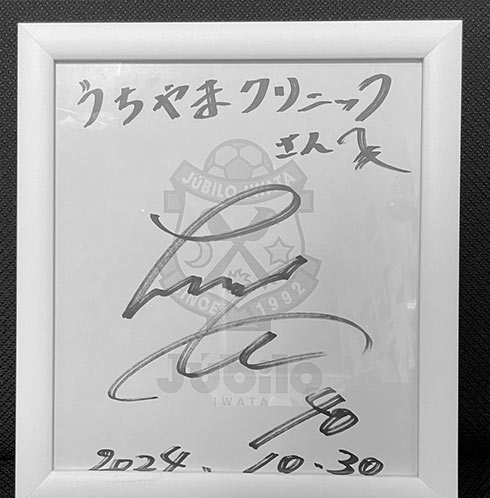 うちやまクリニック
さん江
JÚBILO IWATA
SINCE 1992
Júbilo
IWATA
40
2024. 10.30